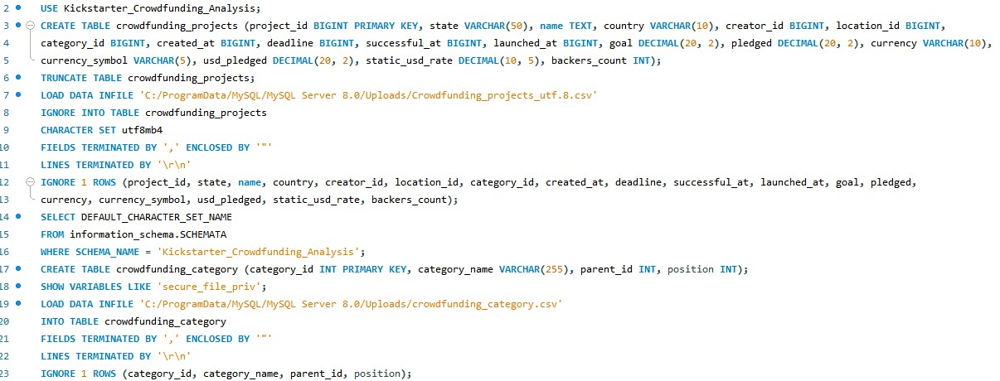 2 USE Kickstarter_Crowdfunding_Analysis;
3 CREATE TABLE crowdfunding_projects (project_id BIGINT PRIMARY KEY, state VARCHAR(50), name TEXT, country VARCHAR(10), creator_id BIGINT, location_id BIGINT,
4 category_id BIGINT, created_at BIGINT, deadline BIGINT, successful_at BIGINT, launched_at BIGINT, goal DECIMAL(20, 2), pledged DECIMAL(20, 2), currency VARCHAR(10),
5 currency_symbol VARCHAR(5), usd_pledged DECIMAL(20, 2), static_usd_rate DECIMAL(10, 5), backers_count INT);
6 TRUNCATE TABLE crowdfunding_projects;
7 LOAD DATA INFILE 'C:/ProgramData/MySQL/MySQL Server 8.0/Uploads/Crowdfunding_projects_utf.8.csv'
8 IGNORE INTO TABLE crowdfunding_projects
9 CHARACTER SET utf8mb4
10 FIELDS TERMINATED BY ',' ENCLOSED BY '"'
11 LINES TERMINATED BY '\r\n'
12 IGNORE 1 ROWS (project_id, state, name, country, creator_id, location_id, category_id, created_at, deadline, successful_at, launched_at, goal, pledged,
13 currency, currency_symbol, usd_pledged, static_usd_rate, backers_count);
14 SELECT DEFAULT_CHARACTER_SET_NAME
15 FROM information_schema.SCHEMATA
16 WHERE SCHEMA_NAME = 'Kickstarter_Crowdfunding_Analysis';
17 CREATE TABLE crowdfunding_category (category_id INT PRIMARY KEY, category_name VARCHAR(255), parent_id INT, position INT);
18 SHOW VARIABLES LIKE 'secure_file_priv';
19 LOAD DATA INFILE 'C:/ProgramData/MySQL/MySQL Server 8.0/Uploads/crowdfunding_category.csv'
20 INTO TABLE crowdfunding_category
21 FIELDS TERMINATED BY ',' ENCLOSED BY '"'
22 LINES TERMINATED BY '\r\n'
23 IGNORE 1 ROWS (category_id, category_name, parent_id, position);